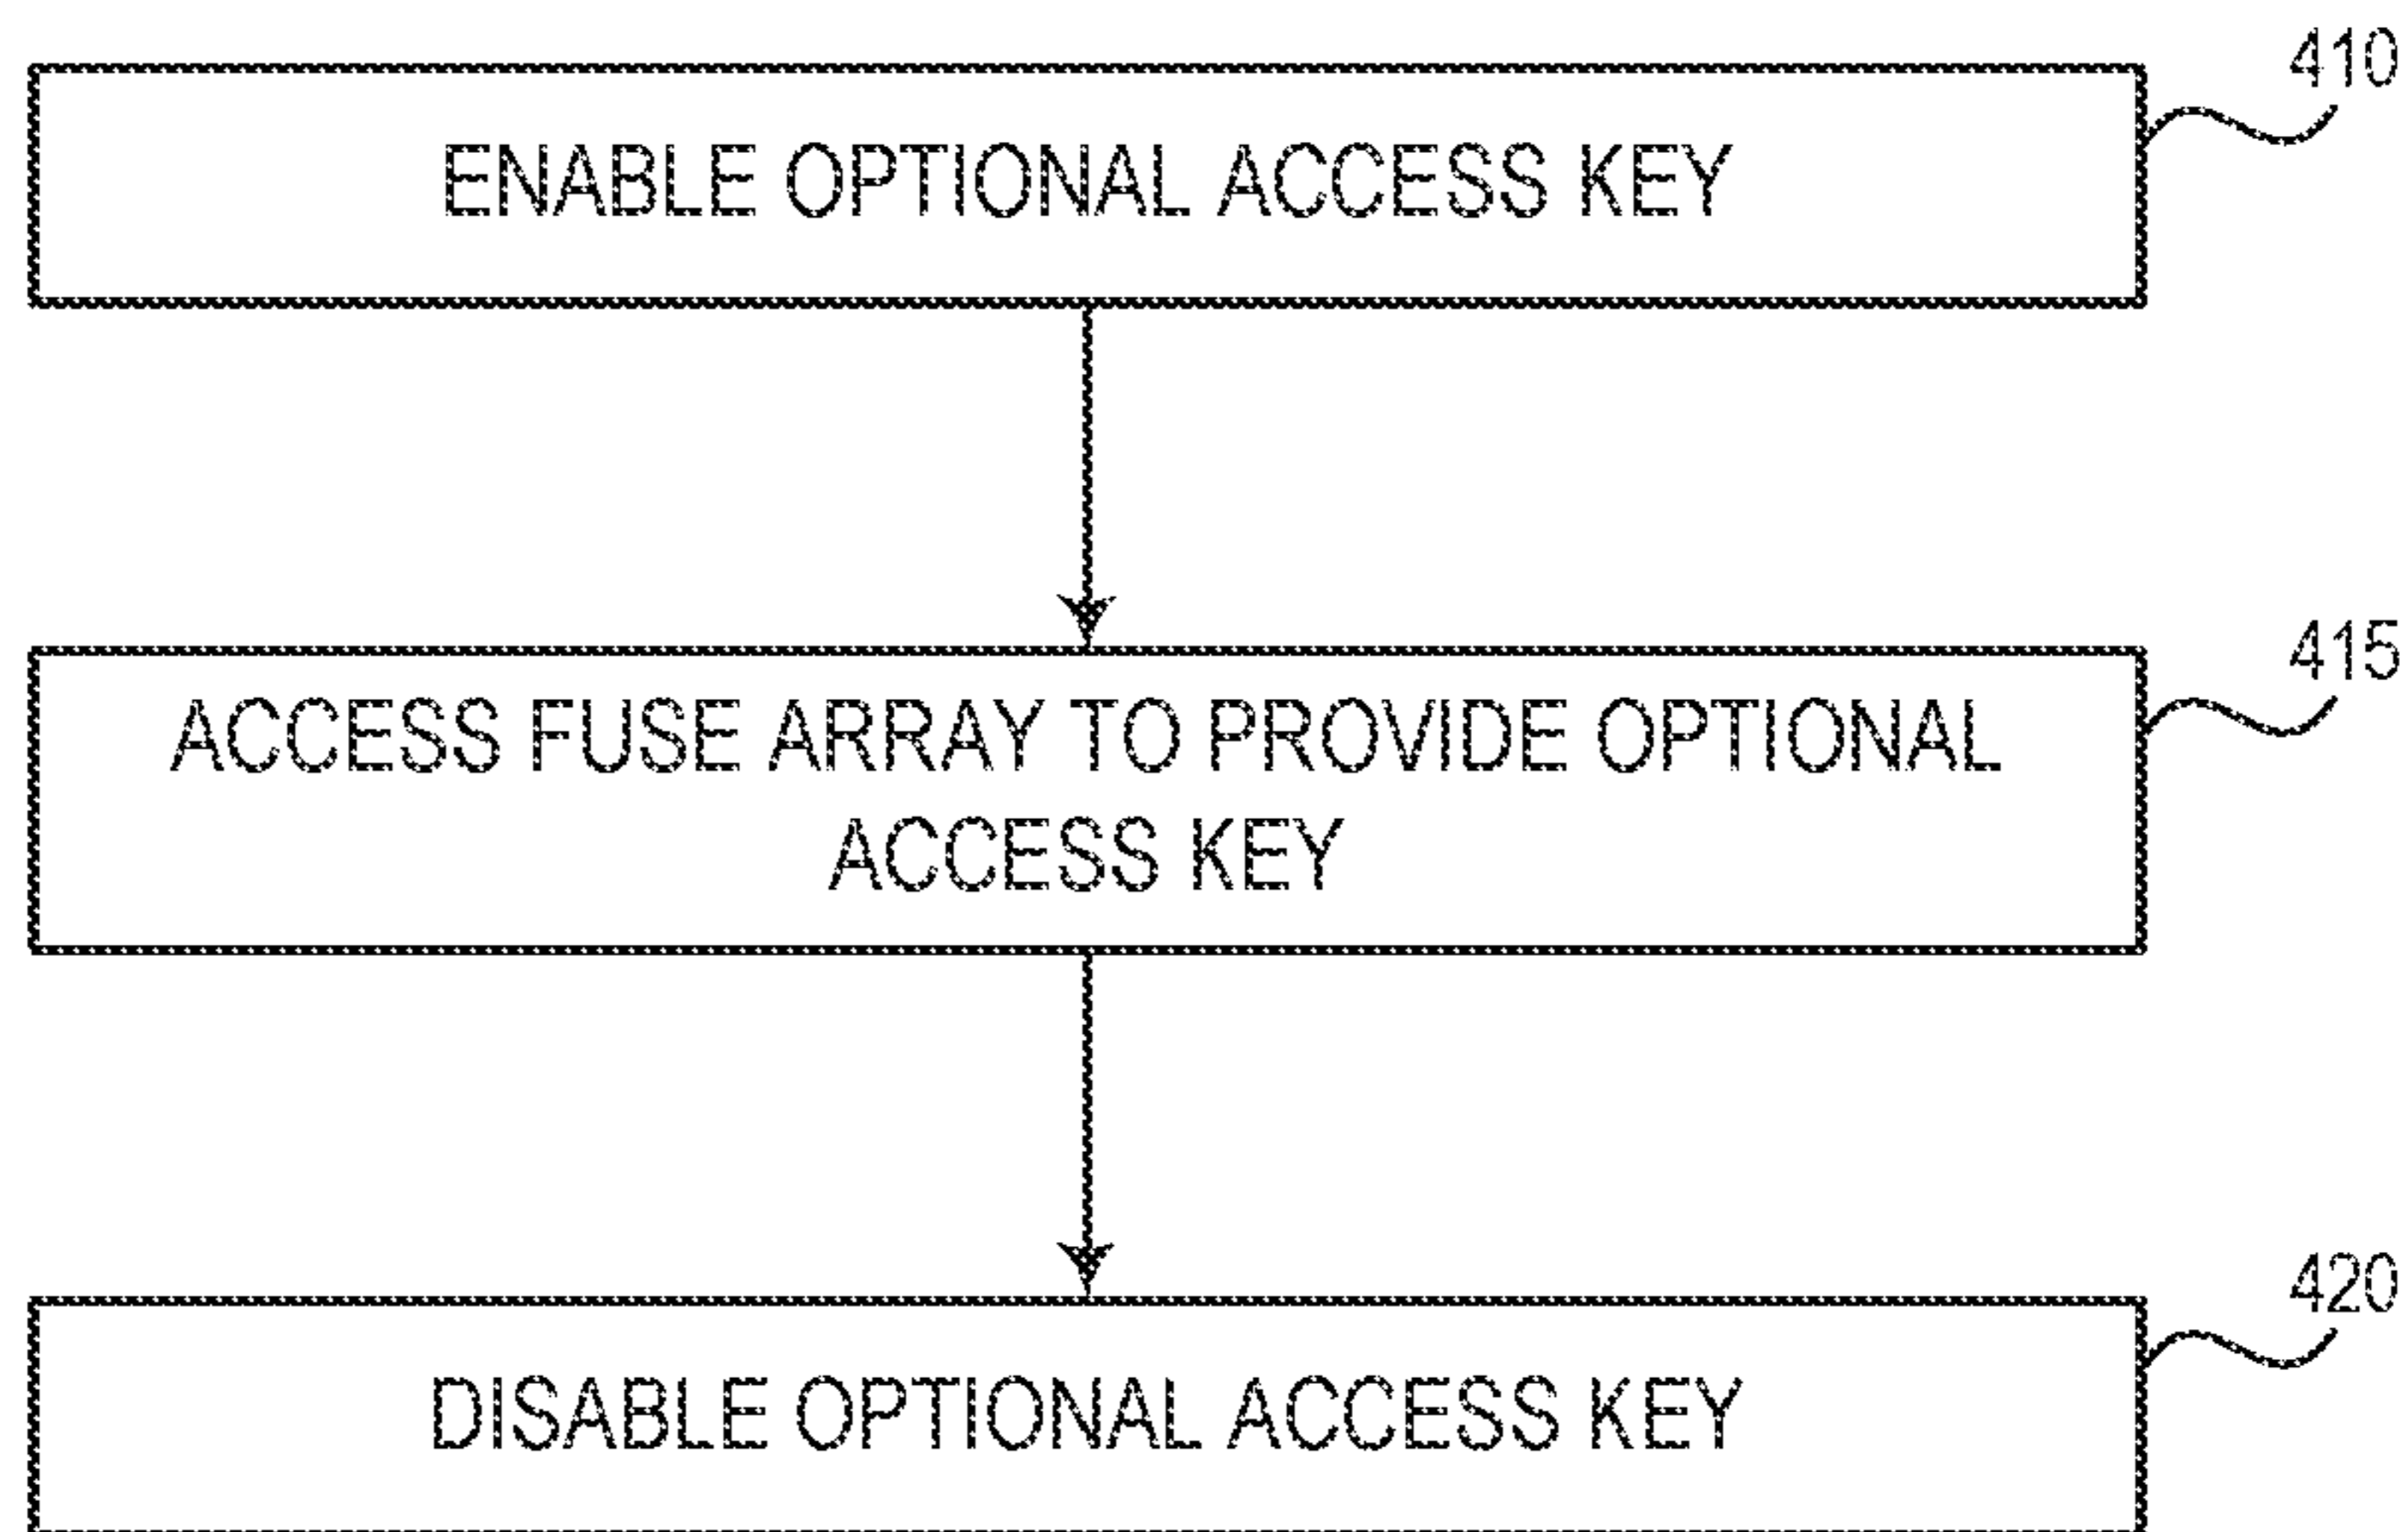 410
ENABLE OPTIONAL ACCESS KEY
415
ACCESS FUSE ARRAY TO PROVIDE OPTIONAL
ACCESS KEY
420
DISABLE OPTIONAL ACCESS KEY